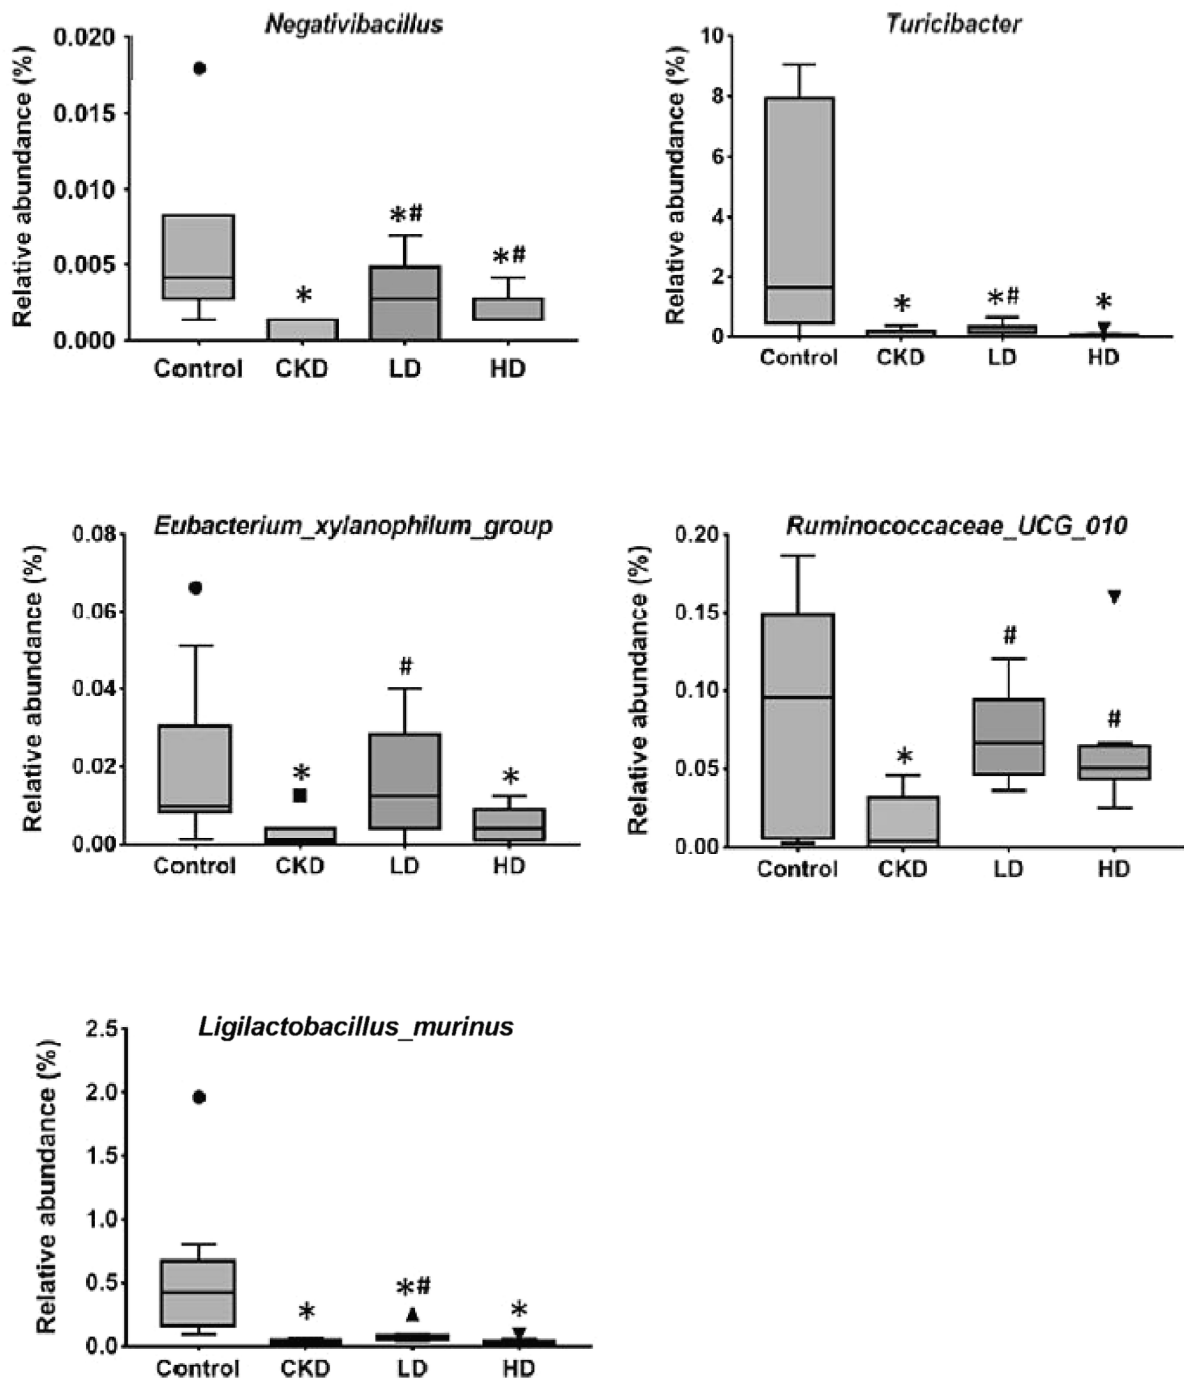 Negativibacillus
Relative abundance (%)
0.020
0.015
0.010
0.005
0.000
*
*#
*#
Control CKD LD HD
Turicibacter
Relative abundance (%)
10
8
6
4
2
0
*
*#
*
Control CKD LD HD
Eubacterium_xylanophilum_group
Relative abundance (%)
0.08
0.06
0.04
0.02
0.00
*
#
*
Control CKD LD HD
Ruminococcaceae_UCG_010
Relative abundance (%)
0.20
0.15
0.10
0.05
0.00
*
#
#
Control CKD LD HD
Ligilactobacillus_murinus
Relative abundance (%)
2.5
2.0
1.5
1.0
0.5
0.0
*
*#
*
Control CKD LD HD